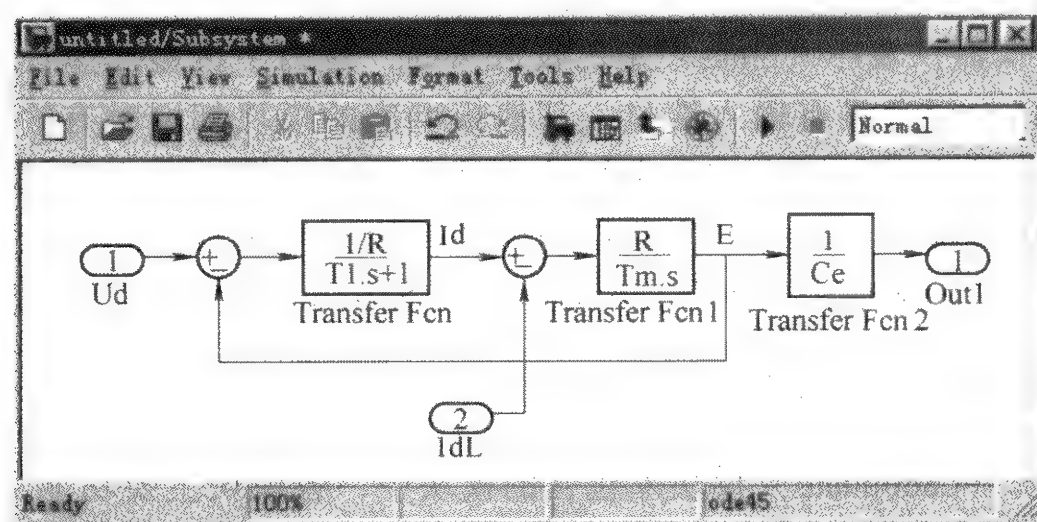 untitled/Subsystem *
File Edit View Simulation Format Tools Help
Normal
1
Ud
+
−
1/R
T1.s+1
Transfer Fcn
Id
+
−
R
Tm.s
Transfer Fcn 1
E
1
Ce
Transfer Fcn 2
1
Out1
2
IdL
Ready 100% ode45